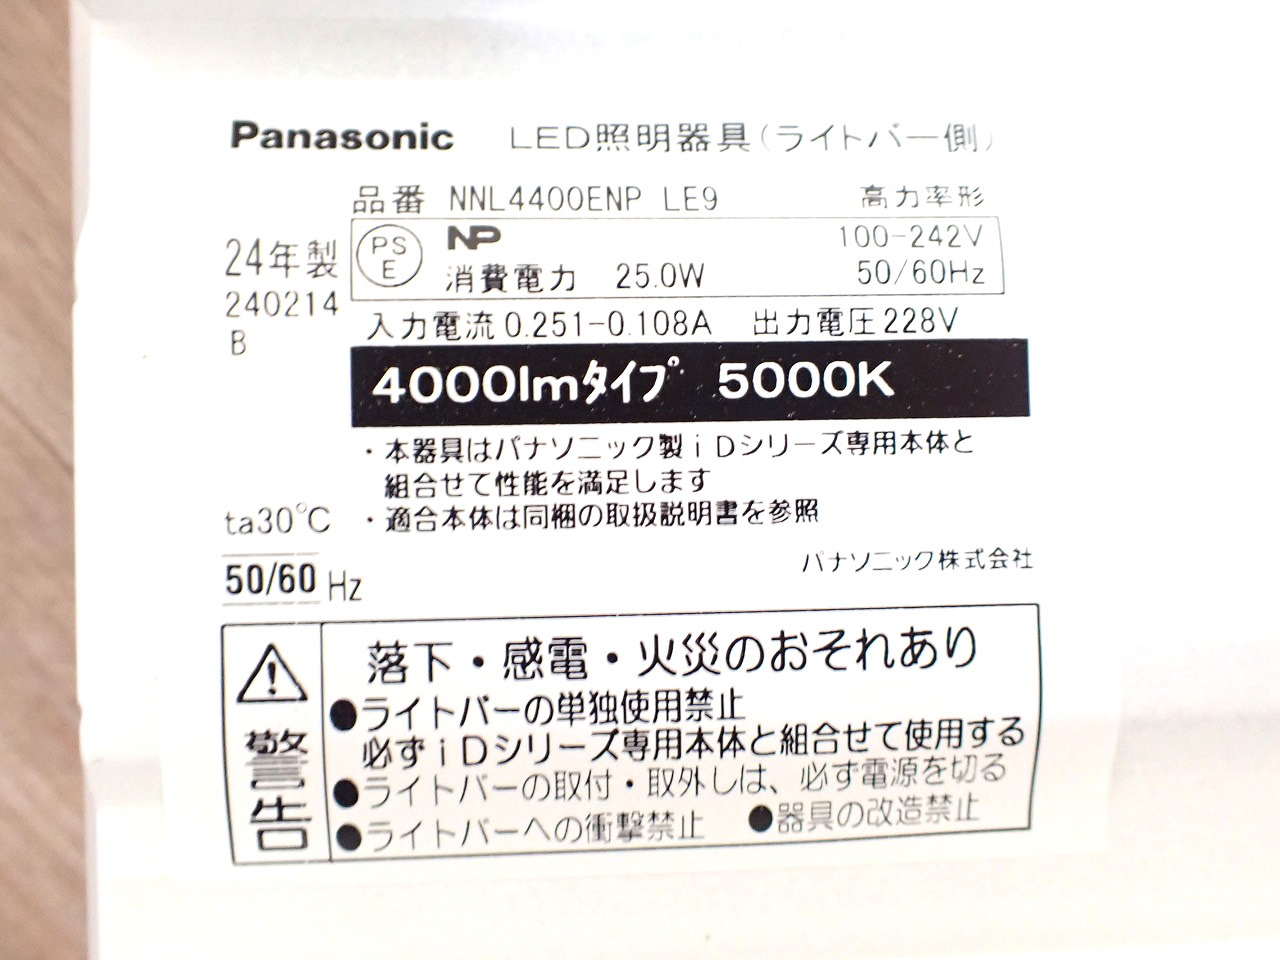 Panasonic LED照明器具(ライトバー側)
品番 NNL4400ENP LE9 高力率形
24年製
240214
B
PS
E
NP
100-242V
消費電力 25.0W 50/60Hz
入力電流0.251-0.108A 出力電圧228V
4000lmタイプ 5000K
・本器具はパナソニック製iDシリーズ専用本体と
組合せて性能を満足します
・適合本体は同梱の取扱説明書を参照
ta30℃
50/60 Hz
パナソニック株式会社
警告
落下・感電・火災のおそれあり
●ライトバーの単独使用禁止
必ずiDシリーズ専用本体と組合せて使用する
●ライトバーの取付・取外しは、必ず電源を切る
●ライトバーへの衝撃禁止 ●器具の改造禁止